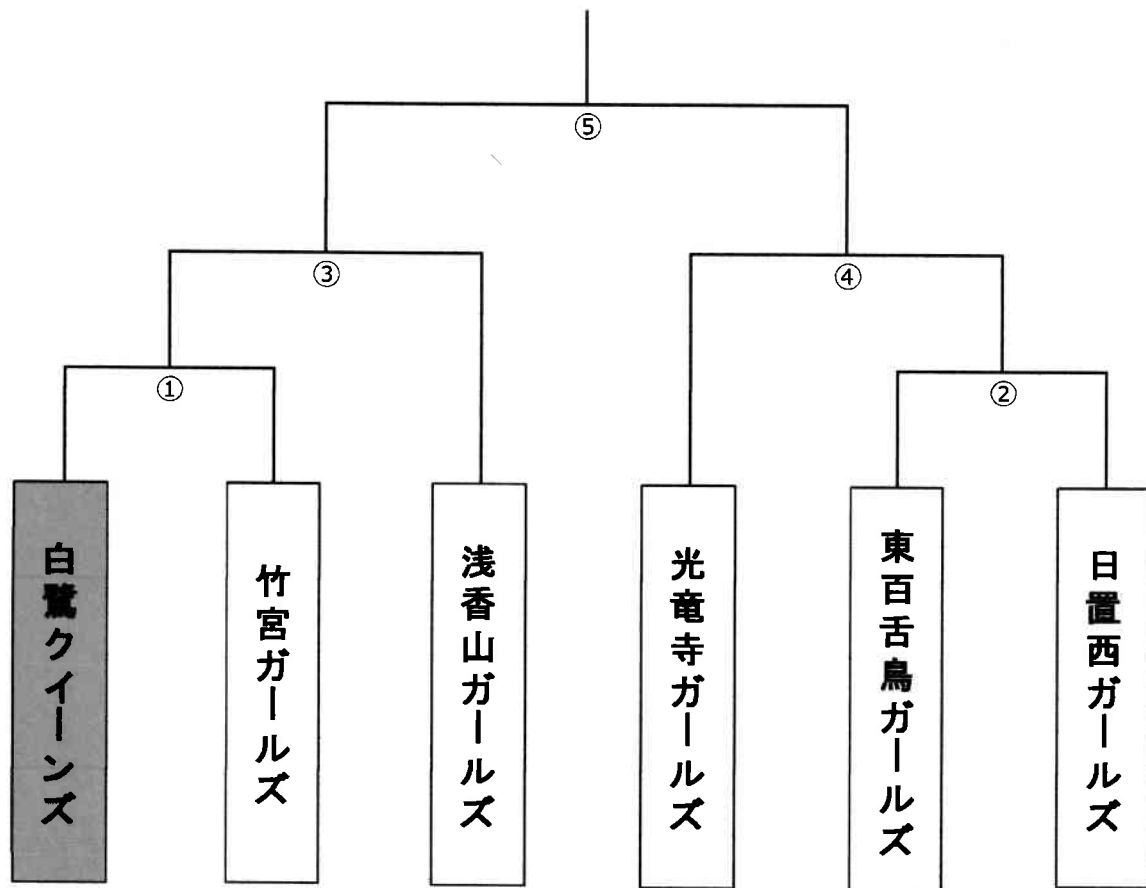 ⑤
③
④
①
②
白鷺クイーンズ
竹宮ガールズ
浅香山ガールズ
光竜寺ガールズ
東百舌鳥ガールズ
日置西ガールズ